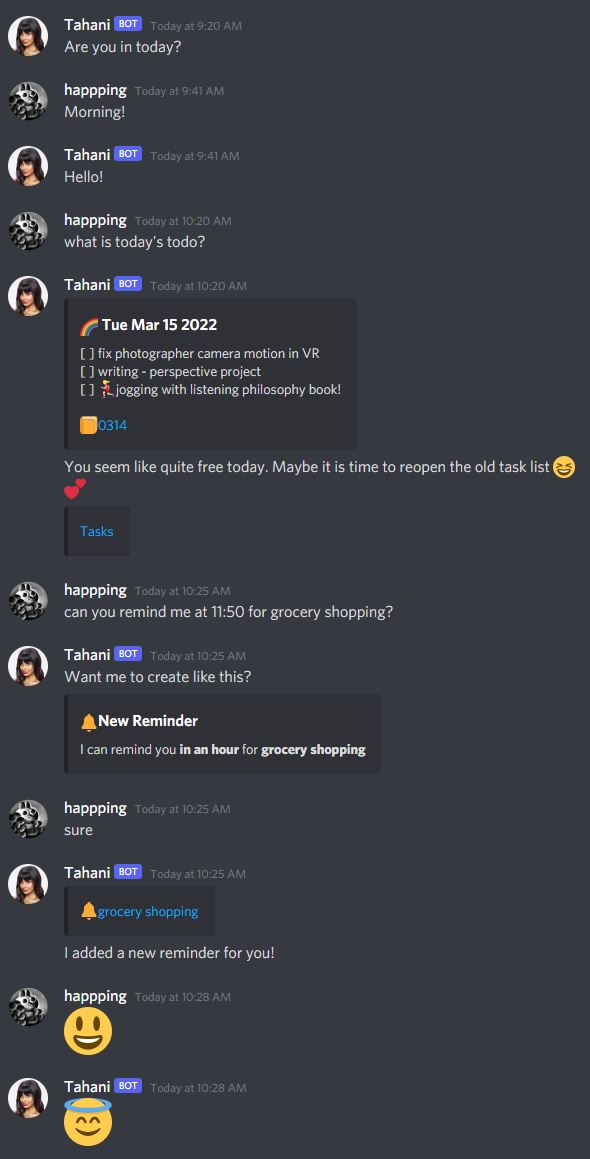 Tahani BOT Today at 9:20 AM
Are you in today?
happping Today at 9:41 AM
Morning!
Tahani BOT Today at 9:41 AM
Hello!
happping Today at 10:20 AM
what is today's todo?
Tahani BOT Today at 10:20 AM
🌈 Tue Mar 15 2022
[ ] fix photographer camera motion in VR
[ ] writing - perspective project
[ ] 💃jogging with listening philosophy book!
📙0314
You seem like quite free today. Maybe it is time to reopen the old task list 😆
💕
Tasks
happping Today at 10:25 AM
can you remind me at 11:50 for grocery shopping?
Tahani BOT Today at 10:25 AM
Want me to create like this?
🔔New Reminder
I can remind you in an hour for grocery shopping
happping Today at 10:25 AM
sure
Tahani BOT Today at 10:25 AM
🔔grocery shopping
I added a new reminder for you!
happping Today at 10:28 AM
😃
Tahani BOT Today at 10:28 AM
😇